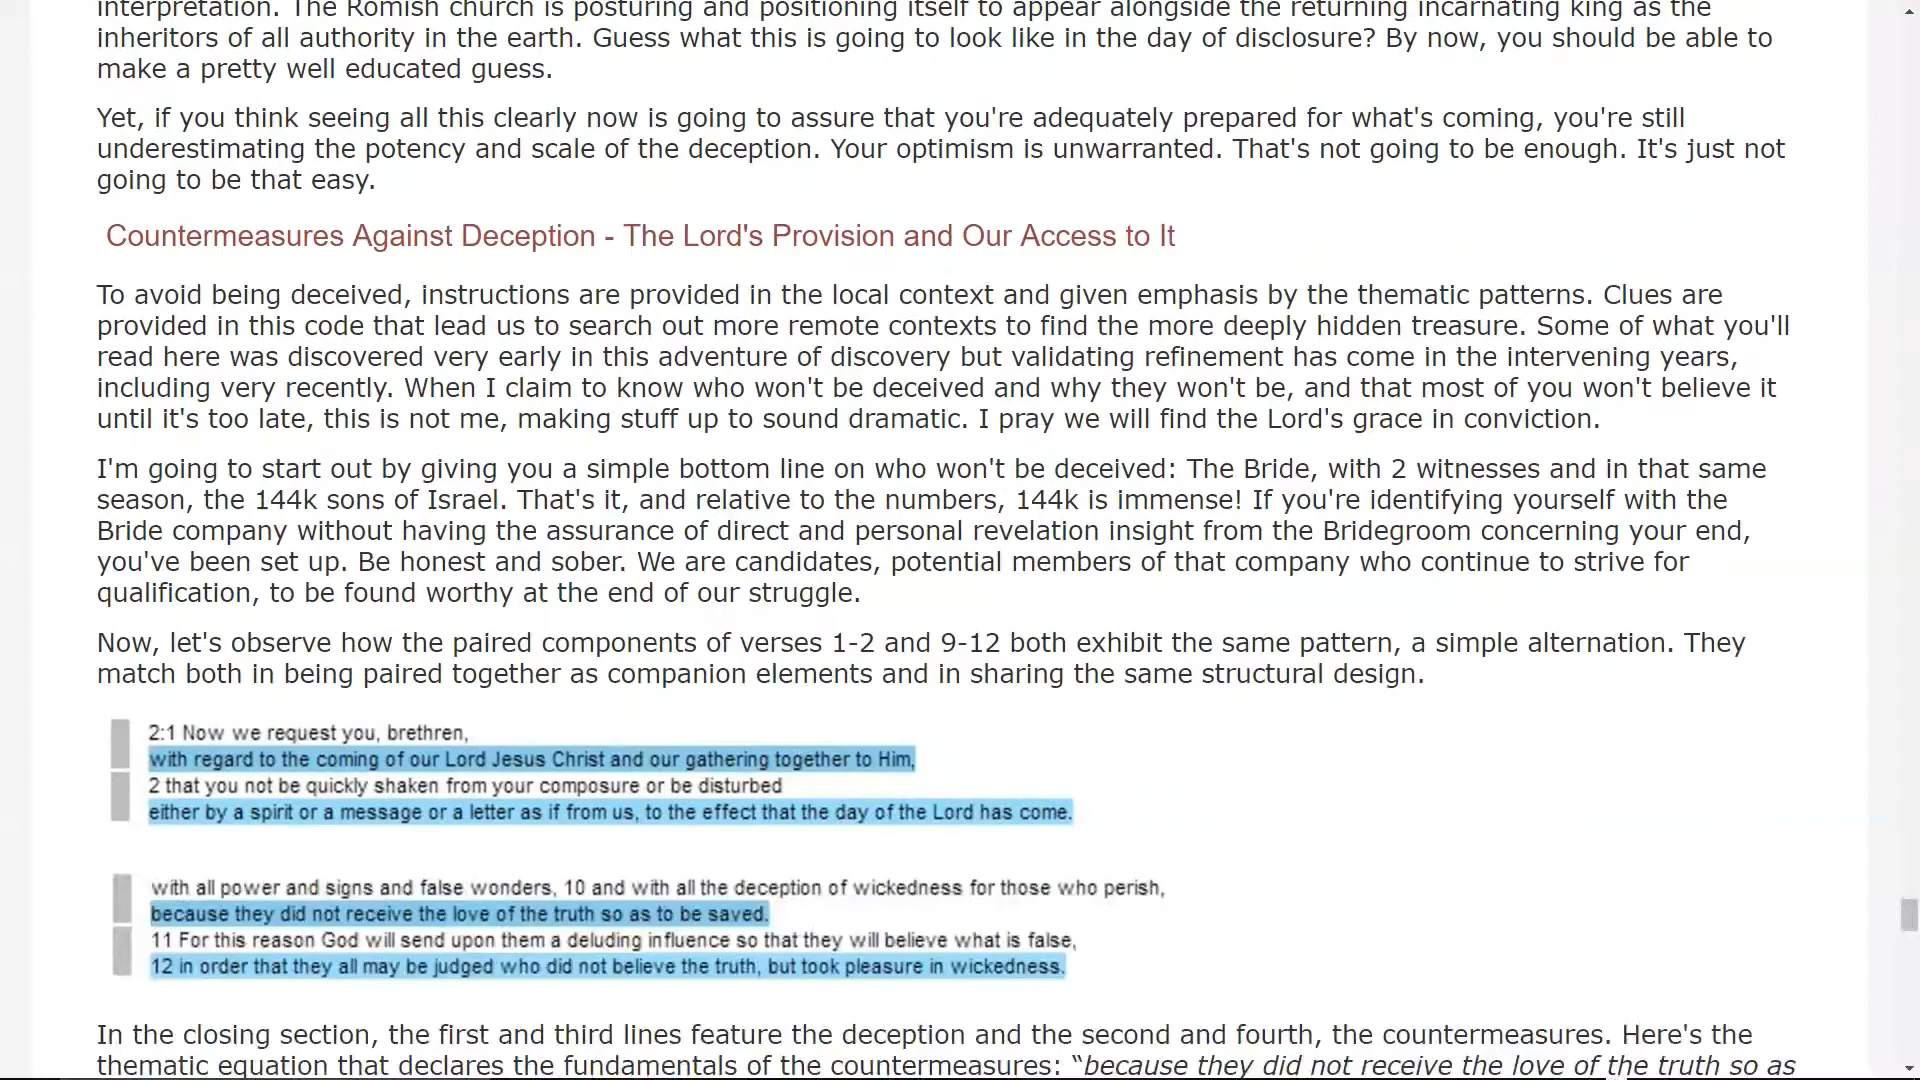 interpretation. The Romish church is posturing and positioning itself to appear alongside the returning incarnating king as the
inheritors of all authority in the earth. Guess what this is going to look like in the day of disclosure? By now, you should be able to
make a pretty well educated guess.
Yet, if you think seeing all this clearly now is going to assure that you're adequately prepared for what's coming, you're still
underestimating the potency and scale of the deception. Your optimism is unwarranted. That's not going to be enough. It's just not
going to be that easy.
Countermeasures Against Deception - The Lord's Provision and Our Access to It
To avoid being deceived, instructions are provided in the local context and given emphasis by the thematic patterns. Clues are
provided in this code that lead us to search out more remote contexts to find the more deeply hidden treasure. Some of what you'll
read here was discovered very early in this adventure of discovery but validating refinement has come in the intervening years,
including very recently. When I claim to know who won't be deceived and why they won't be, and that most of you won't believe it
until it's too late, this is not me, making stuff up to sound dramatic. I pray we will find the Lord's grace in conviction.
I'm going to start out by giving you a simple bottom line on who won't be deceived: The Bride, with 2 witnesses and in that same
season, the 144k sons of Israel. That's it, and relative to the numbers, 144k is immense! If you're identifying yourself with the
Bride company without having the assurance of direct and personal revelation insight from the Bridegroom concerning your end,
you've been set up. Be honest and sober. We are candidates, potential members of that company who continue to strive for
qualification, to be found worthy at the end of our struggle.
Now, let's observe how the paired components of verses 1-2 and 9-12 both exhibit the same pattern, a simple alternation. They
match both in being paired together as companion elements and in sharing the same structural design.
2:1 Now we request you, brethren,
with regard to the coming of our Lord Jesus Christ and our gathering together to Him,
2 that you not be quickly shaken from your composure or be disturbed
either by a spirit or a message or a letter as if from us, to the effect that the day of the Lord has come.
with all power and signs and false wonders, 10 and with all the deception of wickedness for those who perish,
because they did not receive the love of the truth so as to be saved.
11 For this reason God will send upon them a deluding influence so that they will believe what is false,
12 in order that they all may be judged who did not believe the truth, but took pleasure in wickedness.
In the closing section, the first and third lines feature the deception and the second and fourth, the countermeasures. Here's the
thematic equation that declares the fundamentals of the countermeasures: “because they did not receive the love of the truth so as